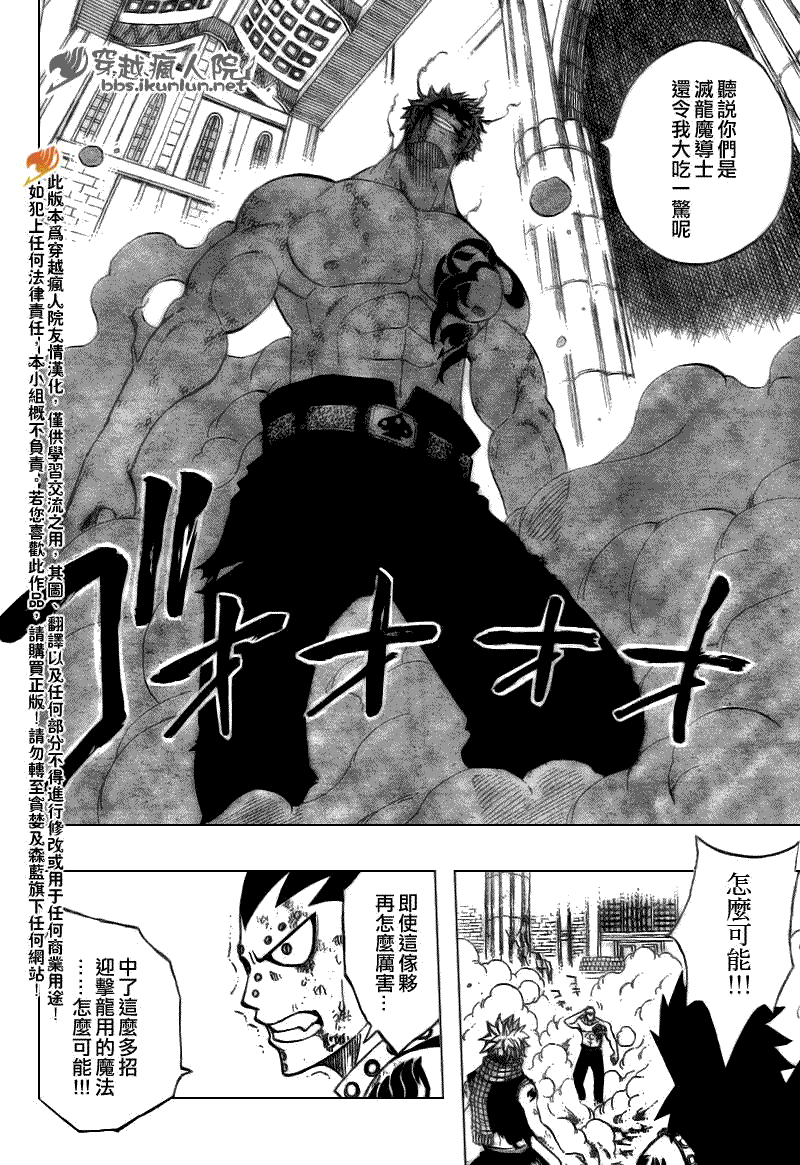 聽說你們是
滅龍魔導士
還令我大吃一驚呢
穿越瘋人院
bbs.ikunlun.net
此版本爲穿越瘋人院友情漢化，僅供學習交流之用，其圖、翻譯以及任何部分不得進行修改或用于任何商業用途！
如犯上任何法律責任，本小組概不負責。若您喜歡此作品，請購買正版！請勿轉至貪婪及森藍旗下任何網站！
ゴオオオオ
怎麼可能!!!
即使這傢夥
再怎麼厲害…
中了這麼多招
迎擊龍用的魔法
……怎麼可能!!!